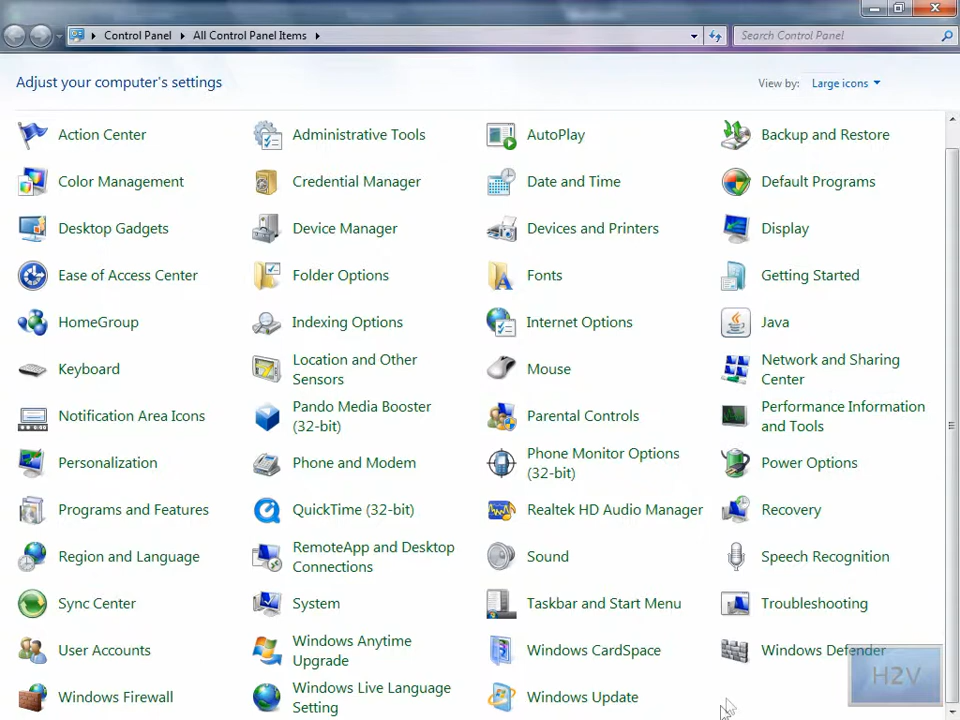 Control Panel
All Control Panel Items
Search Control Panel
Adjust your computer's settings
View by:
Large icons
Action Center
Administrative Tools
AutoPlay
Backup and Restore
Color Management
Credential Manager
Date and Time
Default Programs
Desktop Gadgets
Device Manager
Devices and Printers
Display
Ease of Access Center
Folder Options
Fonts
Getting Started
HomeGroup
Indexing Options
Internet Options
Java
Keyboard
Location and Other
Sensors
Mouse
Network and Sharing
Center
Notification Area Icons
Pando Media Booster
(32-bit)
Parental Controls
Performance Information
and Tools
Personalization
Phone and Modem
Phone Monitor Options
(32-bit)
Power Options
Programs and Features
QuickTime (32-bit)
Realtek HD Audio Manager
Recovery
Region and Language
RemoteApp and Desktop
Connections
Sound
Speech Recognition
Sync Center
System
Taskbar and Start Menu
Troubleshooting
User Accounts
Windows Anytime
Upgrade
Windows CardSpace
Windows Defender
Windows Firewall
Windows Live Language
Setting
Windows Update
H2V